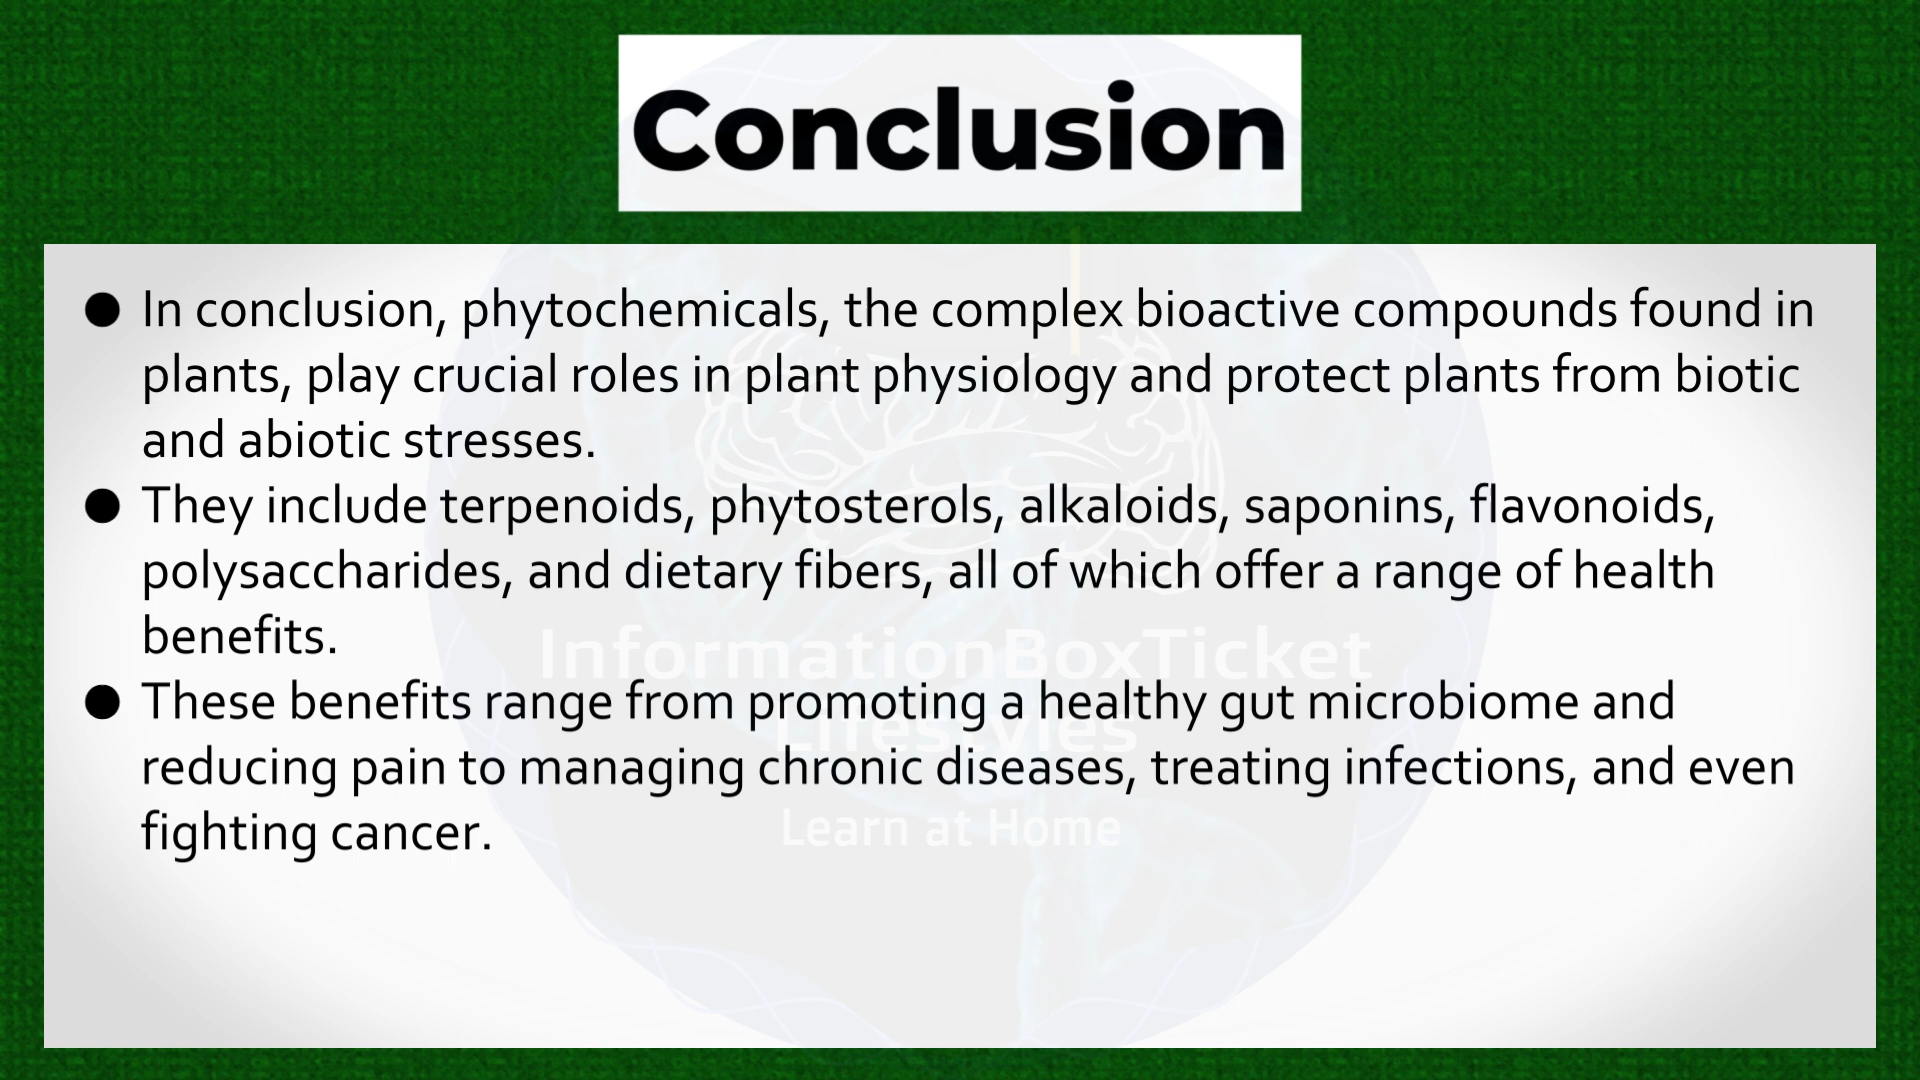 Conclusion
● In conclusion, phytochemicals, the complex bioactive compounds found in
plants, play crucial roles in plant physiology and protect plants from biotic
and abiotic stresses.
● They include terpenoids, phytosterols, alkaloids, saponins, flavonoids,
polysaccharides, and dietary fibers, all of which offer a range of health
benefits.
● These benefits range from promoting a healthy gut microbiome and
reducing pain to managing chronic diseases, treating infections, and even
fighting cancer.
InformationBoxTicket
Lifestyles
Learn at Home